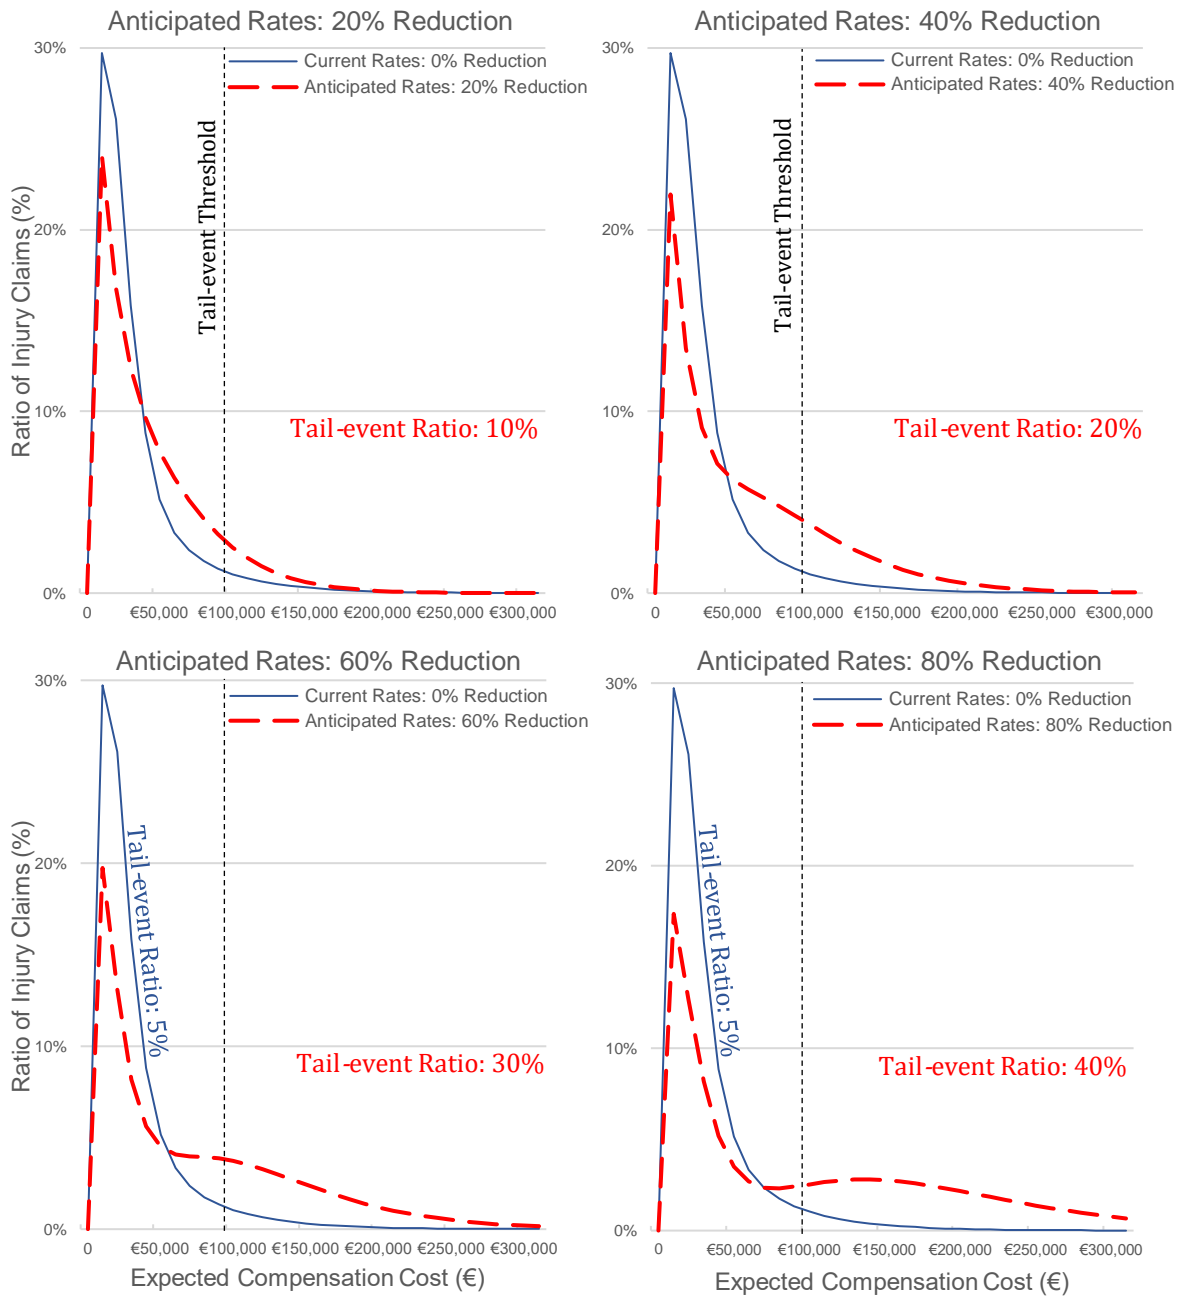 Anticipated Rates: 20% Reduction
30%
Current Rates: 0% Reduction
Anticipated Rates: 20% Reduction
Tail-event Threshold
20%
Ratio of Injury Claims (%)
10%
Tail-event Ratio: 10%
0%
0 €50,000 €100,000 €150,000 €200,000 €250,000 €300,000
Anticipated Rates: 40% Reduction
30%
Current Rates: 0% Reduction
Anticipated Rates: 40% Reduction
Tail-event Threshold
20%
10%
Tail-event Ratio: 20%
0%
0 €50,000 €100,000 €150,000 €200,000 €250,000 €300,000
Anticipated Rates: 60% Reduction
30%
Current Rates: 0% Reduction
Anticipated Rates: 60% Reduction
20%
Tail-event Ratio: 5%
Ratio of Injury Claims (%)
10%
Tail-event Ratio: 30%
0%
0 €50,000 €100,000 €150,000 €200,000 €250,000 €300,000
Expected Compensation Cost (€)
Anticipated Rates: 80% Reduction
30%
Current Rates: 0% Reduction
Anticipated Rates: 80% Reduction
20%
Tail-event Ratio: 5%
10%
Tail-event Ratio: 40%
0%
0 €50,000 €100,000 €150,000 €200,000 €250,000 €300,000
Expected Compensation Cost (€)